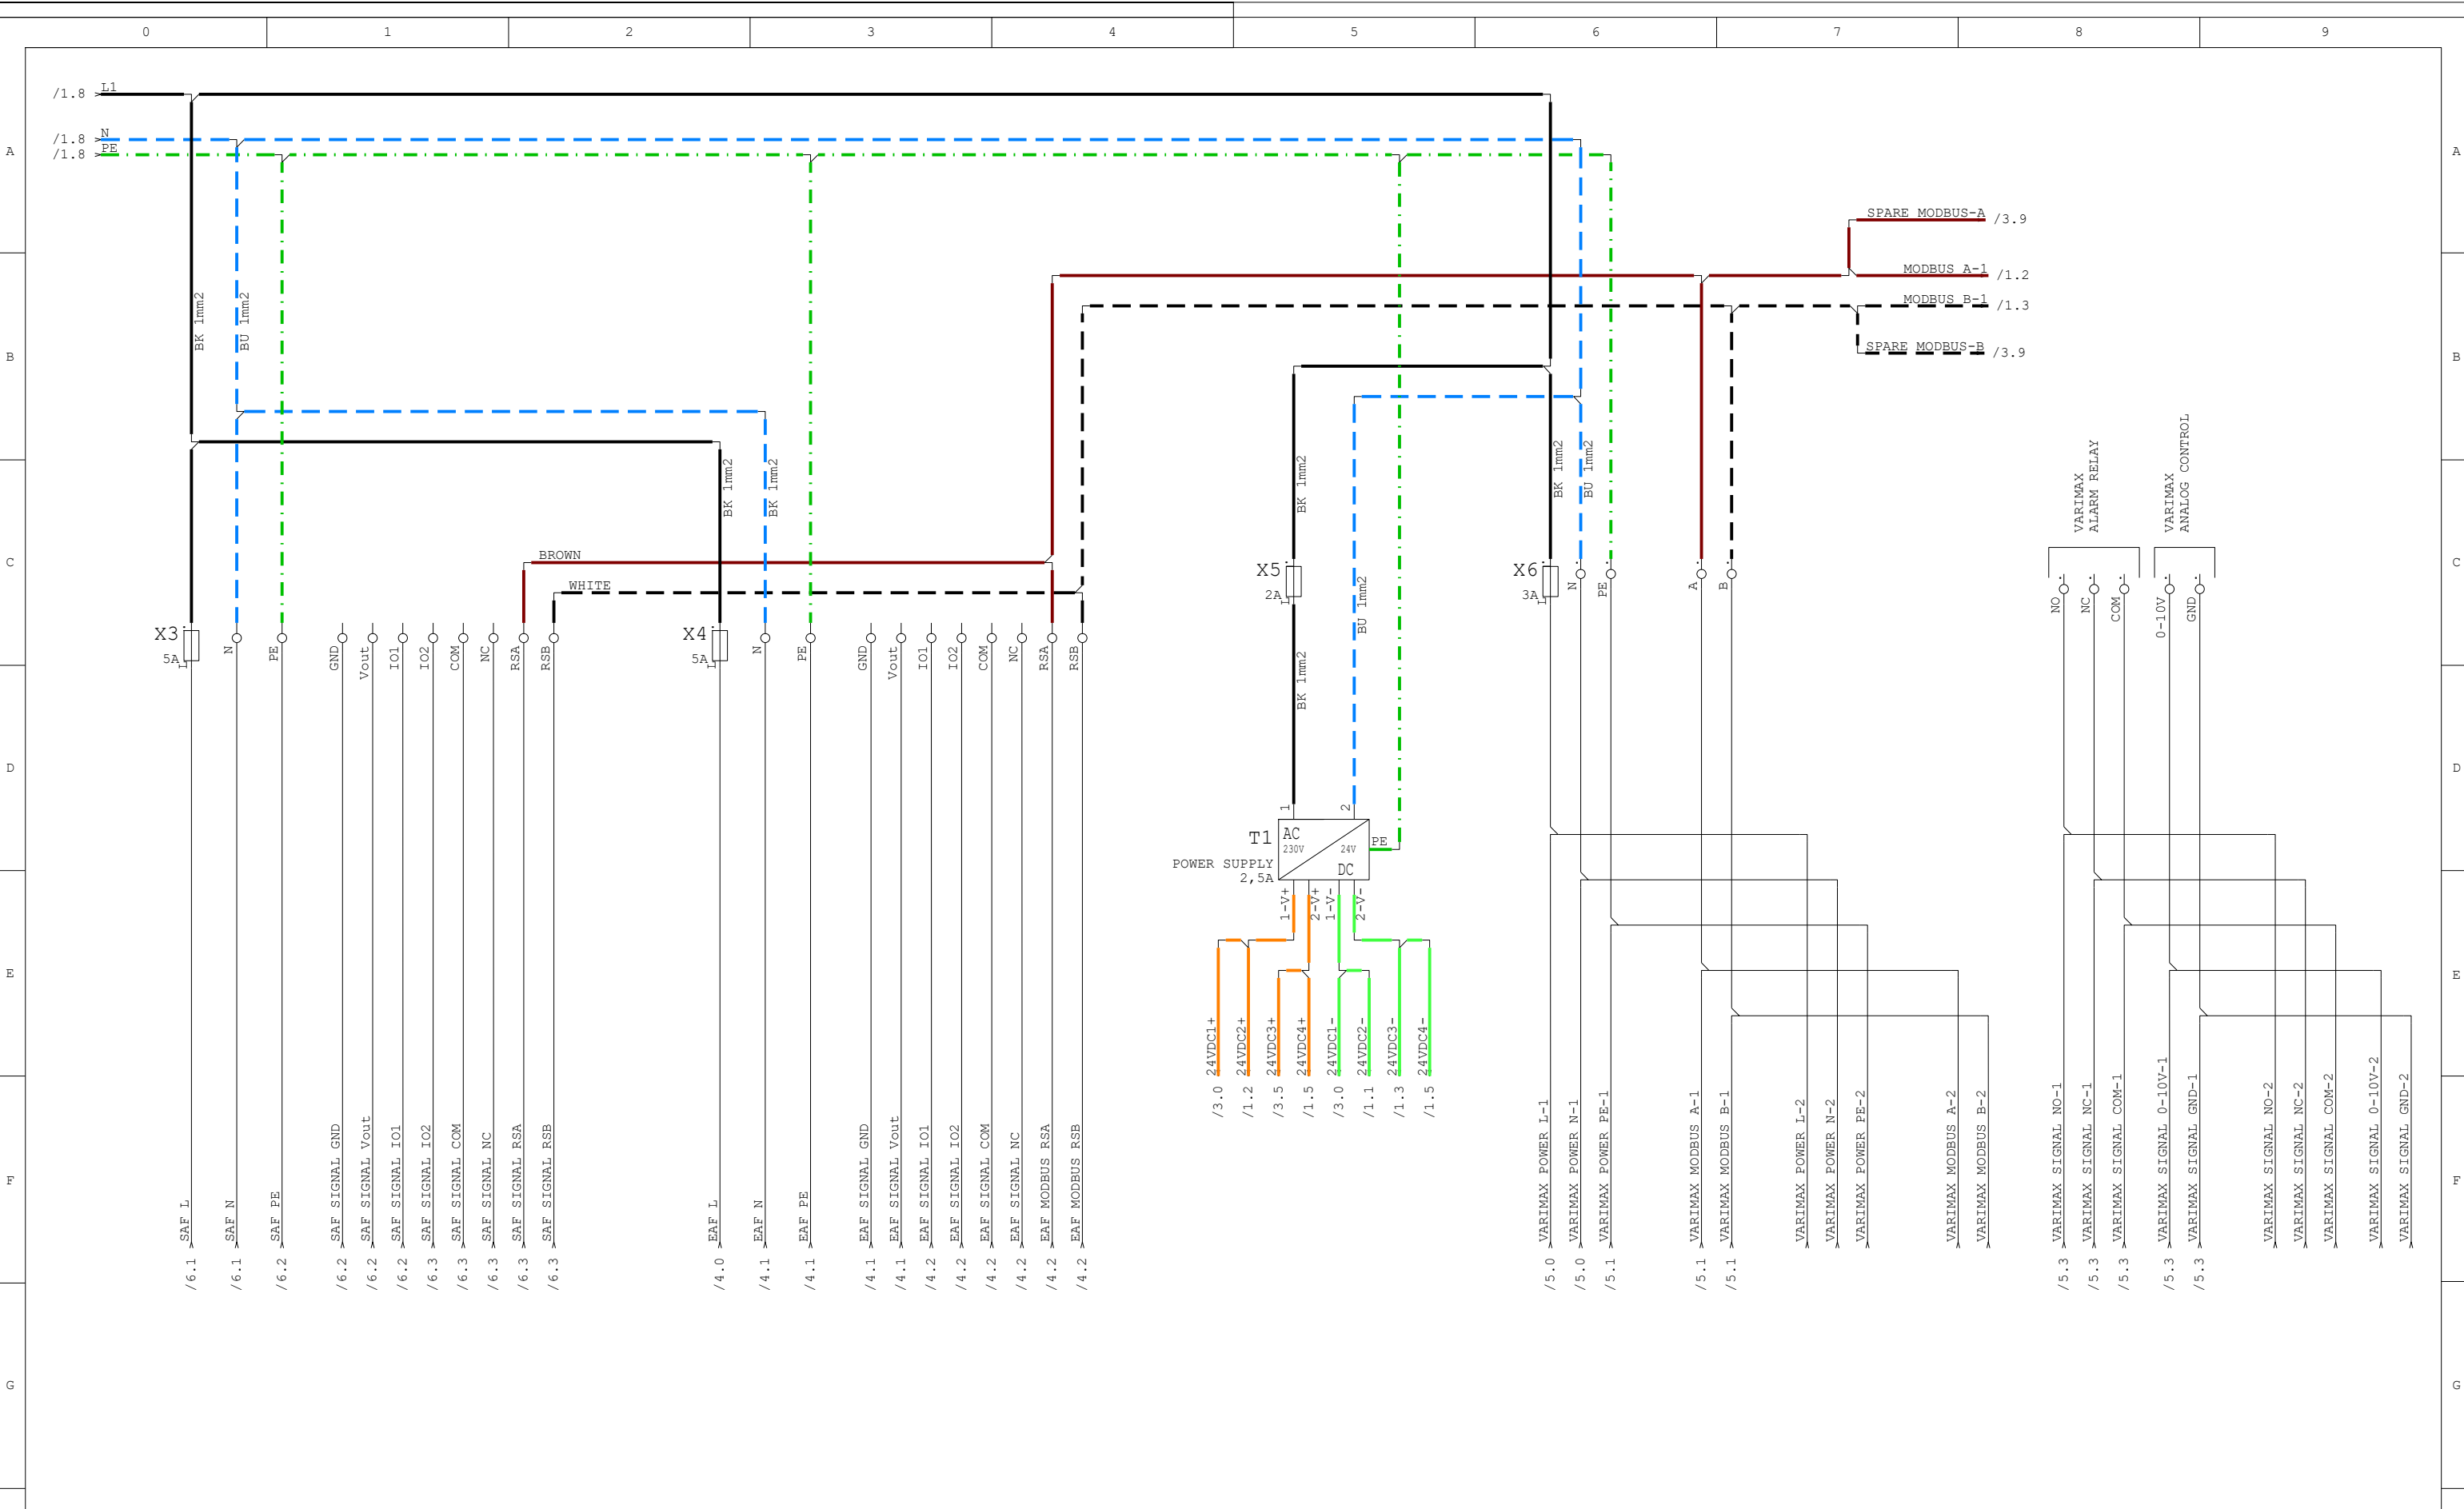 0 1 2 3 4 5 6 7 8 9
/1.8 L1
/1.8 N
/1.8 PE
A A
SPARE MODBUS-A /3.9
MODBUS A-1 /1.2
MODBUS B-1 /1.3
SPARE MODBUS-B /3.9
BK 1mm2
BU 1mm2
B B
BK 1mm2
BK 1mm2
BK 1mm2
BK 1mm2
BU 1mm2
VARIMAX
ALARM RELAY
VARIMAX
ANALOG CONTROL
BROWN
WHITE
C C
X5
2A
BU 1mm2
X6
3A
N
PE
A
B
NO
NC
COM
0-10V
GND
X3
5A
N
PE
GND
Vout
IO1
IO2
COM
NC
RSA
RSB
X4
5A
N
PE
GND
Vout
IO1
IO2
COM
NC
RSA
RSB
BK 1mm2
D D
1 2
T1
AC
230V
24V
DC
PE
POWER SUPPLY
2,5A
1-V+
2-V+
1-V-
2-V-
E E
24VDC1+
24VDC2+
24VDC3+
24VDC4+
24VDC1-
24VDC2-
24VDC3-
24VDC4-
/3.0
/1.2
/3.5
/1.5
/3.0
/1.1
/1.3
/1.5
F F
SAF L
SAF N
SAF PE
SAF SIGNAL GND
SAF SIGNAL Vout
SAF SIGNAL IO1
SAF SIGNAL IO2
SAF SIGNAL COM
SAF SIGNAL NC
SAF SIGNAL RSA
SAF SIGNAL RSB
EAF L
EAF N
EAF PE
EAF SIGNAL GND
EAF SIGNAL Vout
EAF SIGNAL IO1
EAF SIGNAL IO2
EAF SIGNAL COM
EAF SIGNAL NC
EAF MODBUS RSA
EAF MODBUS RSB
VARIMAX POWER L-1
VARIMAX POWER N-1
VARIMAX POWER PE-1
VARIMAX MODBUS A-1
VARIMAX MODBUS B-1
VARIMAX POWER L-2
VARIMAX POWER N-2
VARIMAX POWER PE-2
VARIMAX MODBUS A-2
VARIMAX MODBUS B-2
VARIMAX SIGNAL NO-1
VARIMAX SIGNAL NC-1
VARIMAX SIGNAL COM-1
VARIMAX SIGNAL 0-10V-1
VARIMAX SIGNAL GND-1
VARIMAX SIGNAL NO-2
VARIMAX SIGNAL NC-2
VARIMAX SIGNAL COM-2
VARIMAX SIGNAL 0-10V-2
VARIMAX SIGNAL GND-2
/6.1
/6.1
/6.2
/6.2
/6.2
/6.2
/6.3
/6.3
/6.3
/6.3
/6.3
/4.0
/4.1
/4.1
/4.1
/4.1
/4.2
/4.2
/4.2
/4.2
/4.2
/4.2
/5.0
/5.0
/5.1
/5.1
/5.1
/5.3
/5.3
/5.3
/5.3
/5.3
G G